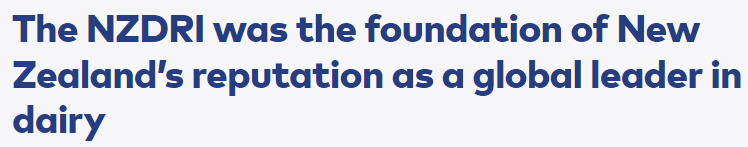 The NZDRI was the foundation of New
Zealand's reputation as a global leader in
dairy